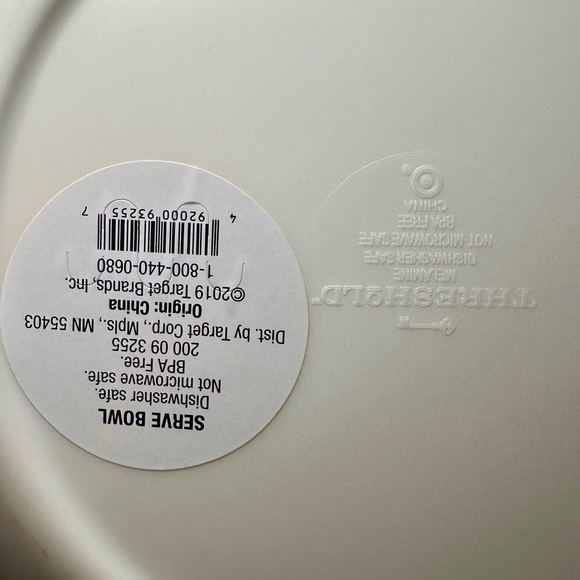 SERVE BOWL
Dishwasher safe.
Not microwave safe.
BPA Free.
200 09 3255
Dist. by Target Corp., Mpls., MN 55403
Origin: China
©2019 Target Brands, Inc.
1-800-440-0680
4 92000 93255 7
THRESHOLD™
MELAMINE
DISHWASHER SAFE
NOT MICROWAVE SAFE
BPA FREE
CHINA